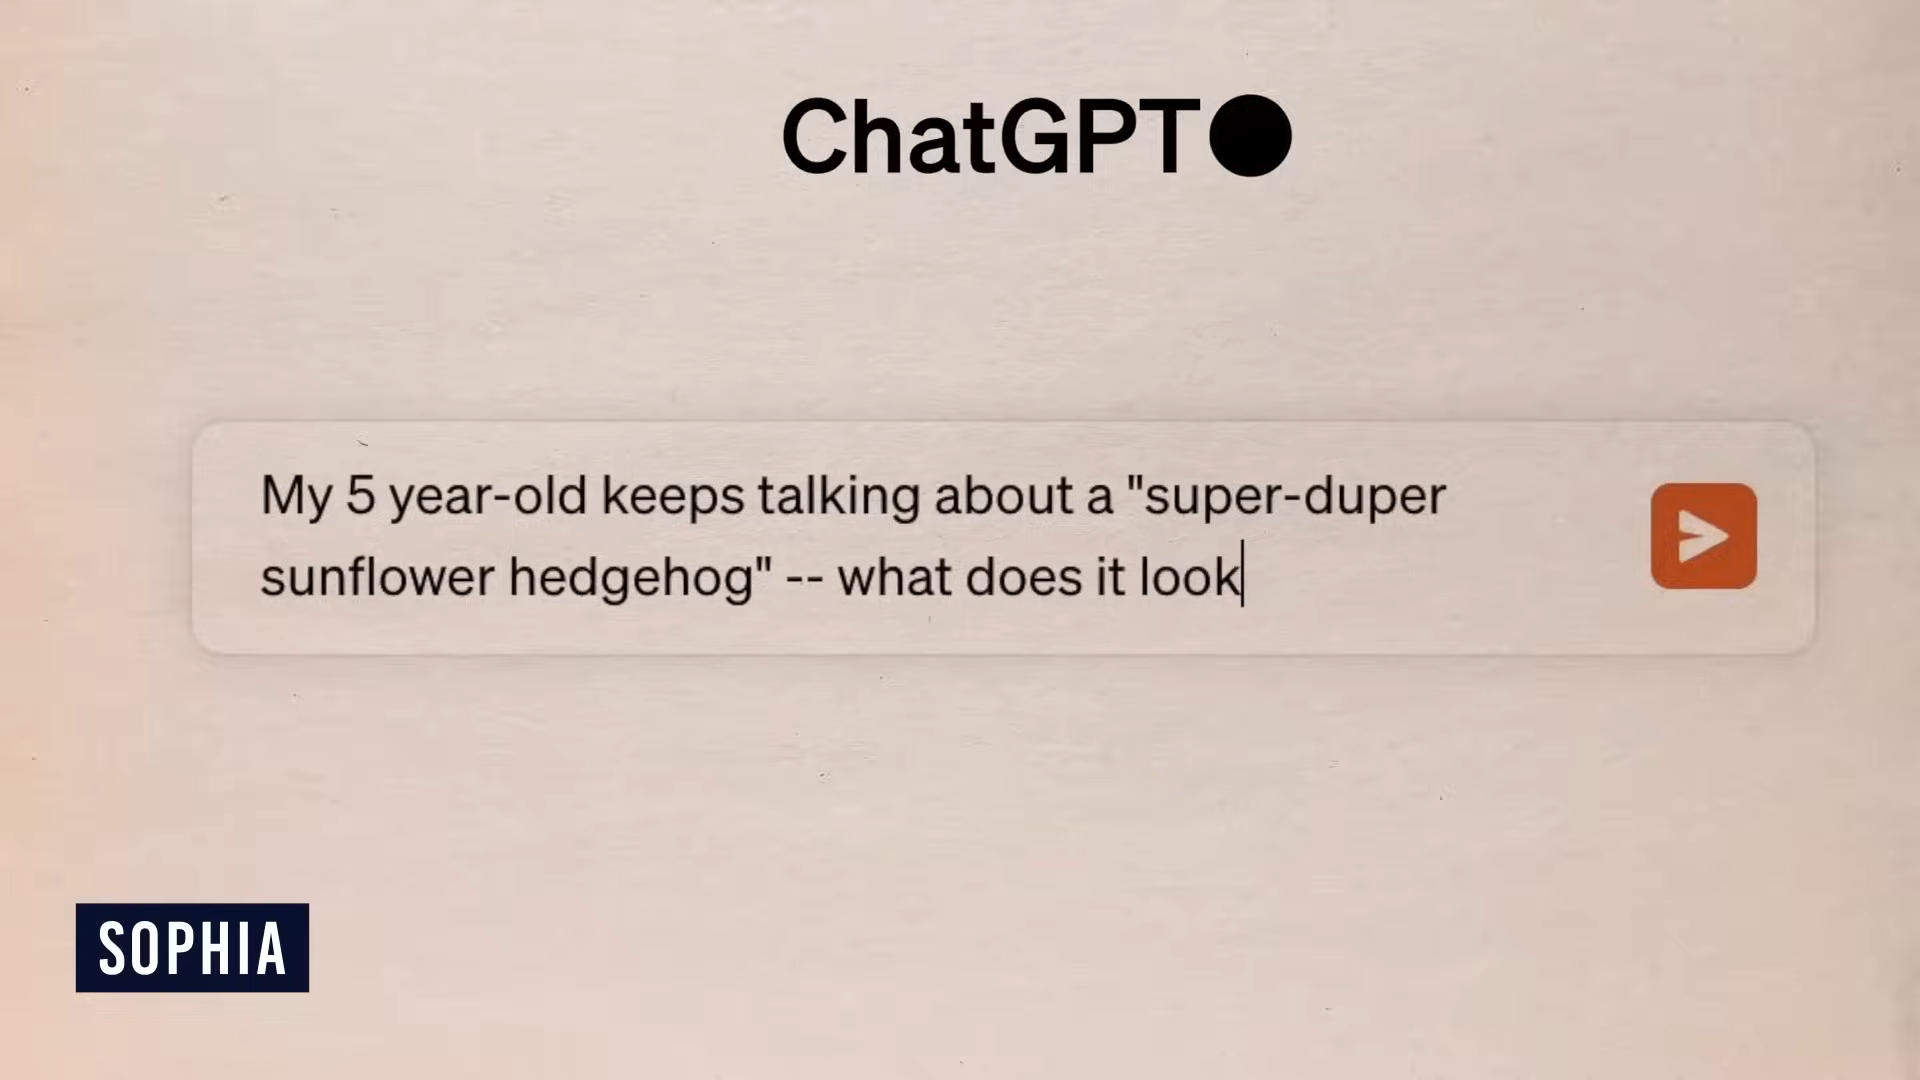 ChatGPT
My 5 year-old keeps talking about a "super-duper
sunflower hedgehog" -- what does it look
SOPHIA